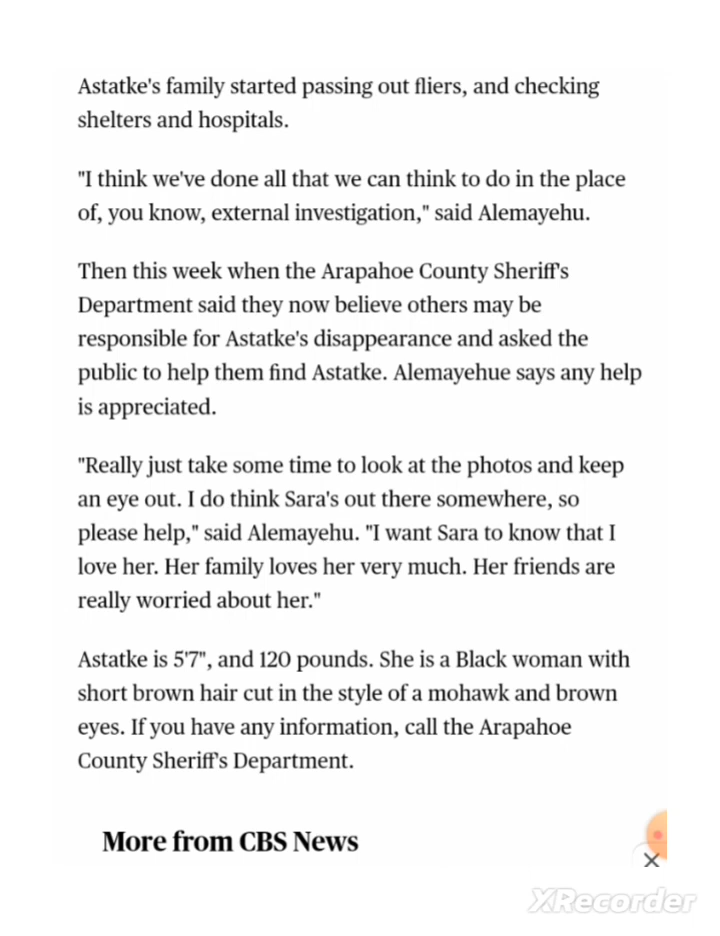 Astatke's family started passing out fliers, and checking
shelters and hospitals.
"I think we've done all that we can think to do in the place
of, you know, external investigation," said Alemayehu.
Then this week when the Arapahoe County Sheriff's
Department said they now believe others may be
responsible for Astatke's disappearance and asked the
public to help them find Astatke. Alemayehue says any help
is appreciated.
"Really just take some time to look at the photos and keep
an eye out. I do think Sara's out there somewhere, so
please help," said Alemayehu. "I want Sara to know that I
love her. Her family loves her very much. Her friends are
really worried about her."
Astatke is 5'7", and 120 pounds. She is a Black woman with
short brown hair cut in the style of a mohawk and brown
eyes. If you have any information, call the Arapahoe
County Sheriff's Department.
More from CBS News
XRecorder